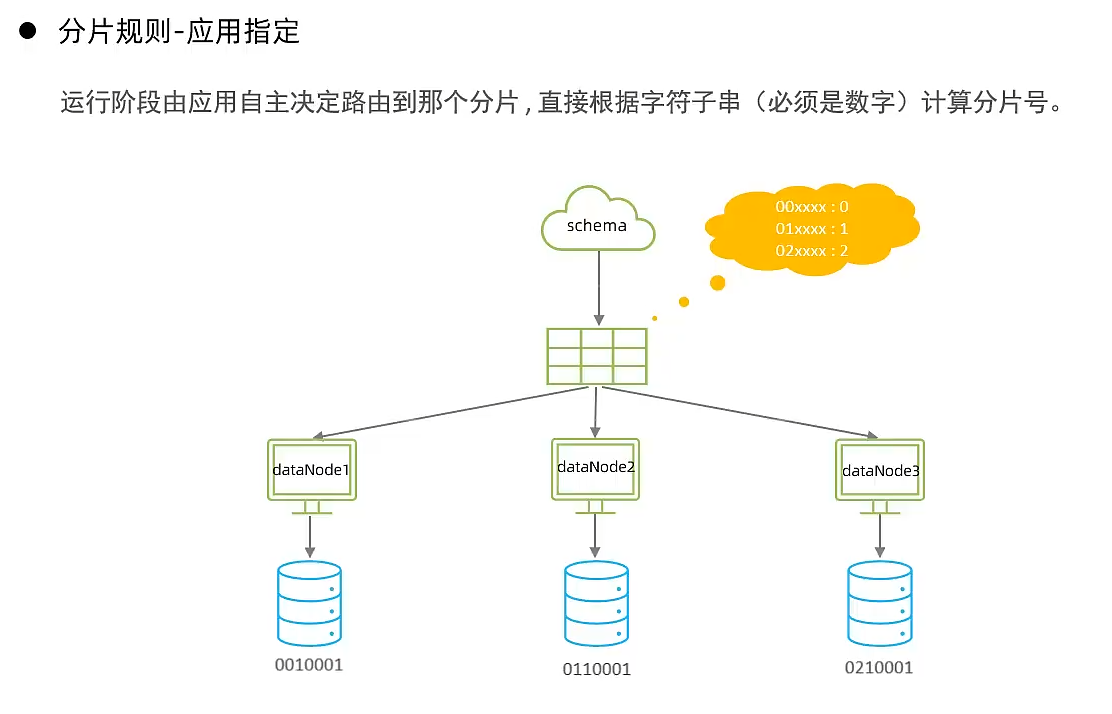 分片规则-应用指定
运行阶段由应用自主决定路由到那个分片，直接根据字符子串（必须是数字）计算分片号。
schema
00xxxx : 0
01xxxx : 1
02xxxx : 2
dataNode1
dataNode2
dataNode3
0010001
0110001
0210001